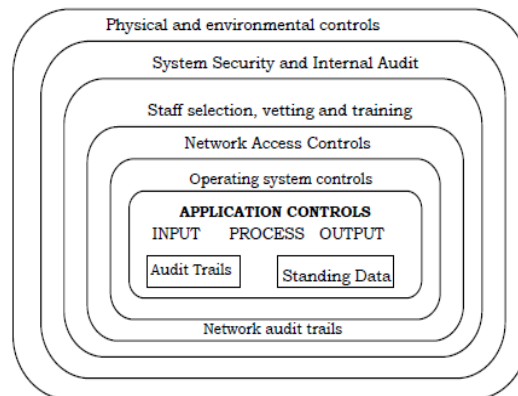 Physical and environmental controls
System Security and Internal Audit
Staff selection, vetting and training
Network Access Controls
Operating system controls
APPLICATION CONTROLS
INPUT PROCESS OUTPUT
Audit Trails Standing Data
Network audit trails